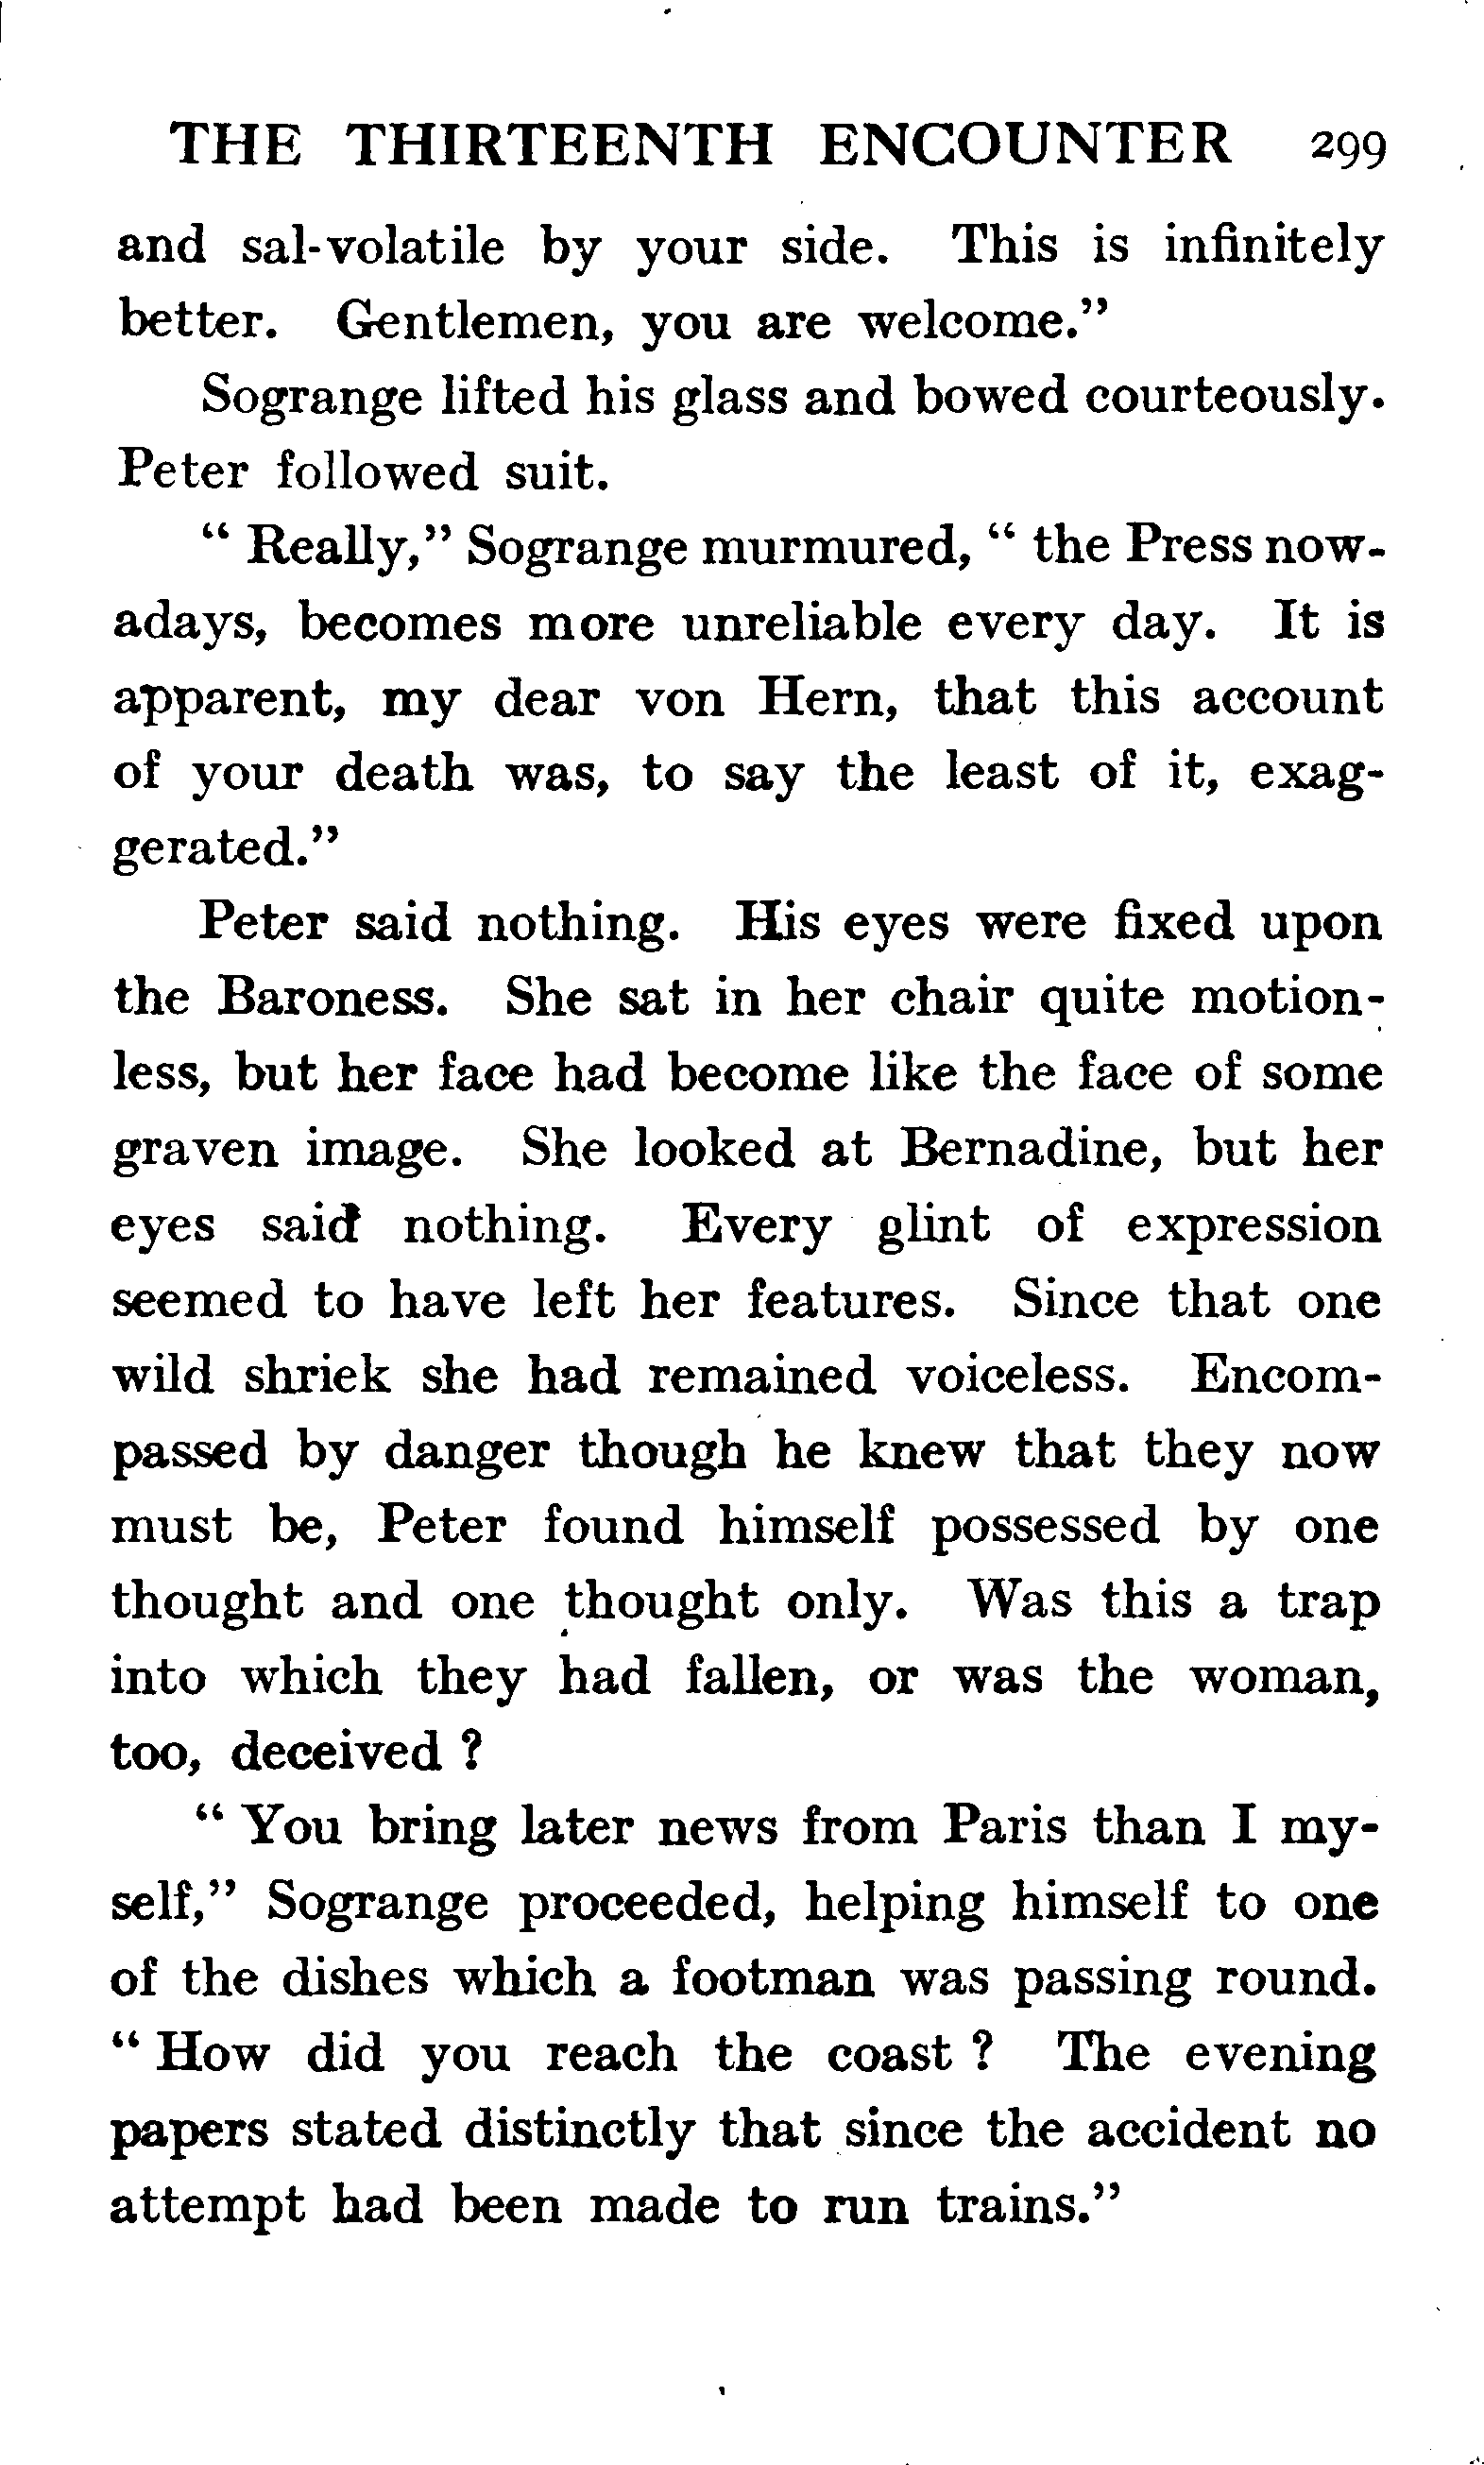 THE THIRTEENTH ENCOUNTER 299
and sal-volatile by your side. This is infinitely
better. Gentlemen, you are welcome."
Sogrange lifted his glass and bowed courteously.
Peter followed suit.
" Really," Sogrange murmured, " the Press now-
adays, becomes more unreliable every day. It is
apparent, my dear von Hern, that this account
of your death was, to say the least of it, exag-
gerated."
Peter said nothing. His eyes were fixed upon
the Baroness. She sat in her chair quite motion-
less, but her face had become like the face of some
graven image. She looked at Bernadine, but her
eyes said nothing. Every glint of expression
seemed to have left her features. Since that one
wild shriek she had remained voiceless. Encom-
passed by danger though he knew that they now
must be, Peter found himself possessed by one
thought and one thought only. Was this a trap
into which they had fallen, or was the woman,
too, deceived ?
" You bring later news from Paris than I my-
self," Sogrange proceeded, helping himself to one
of the dishes which a footman was passing round.
" How did you reach the coast ? The evening
papers stated distinctly that since the accident no
attempt had been made to run trains."